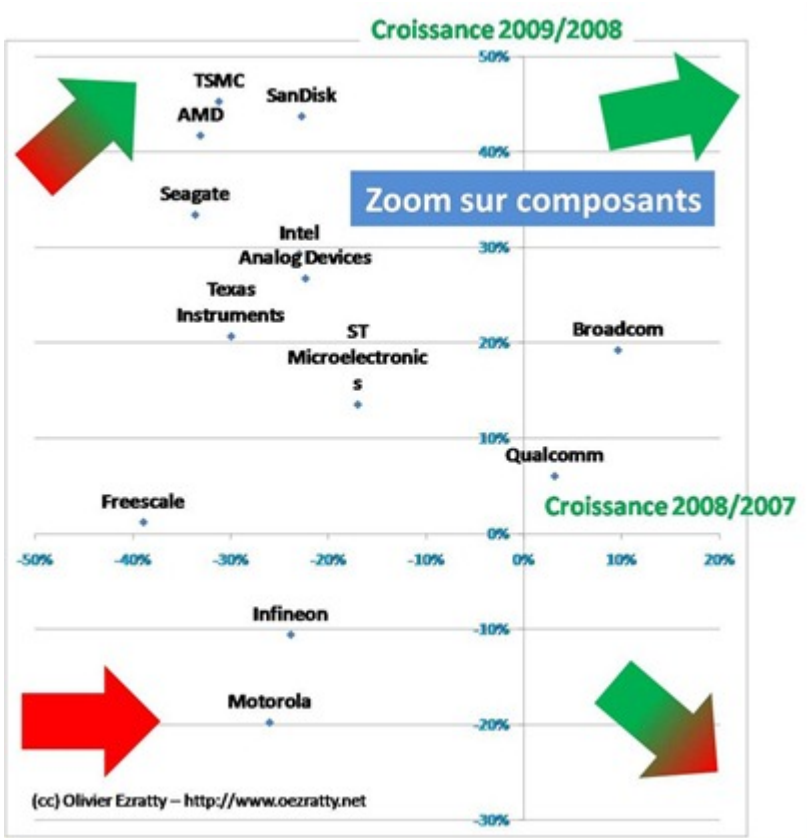 Croissance 2009/2008
50%
TSMC
SanDisk
AMD
40%
Seagate
Zoom sur composants
Intel
30%
Analog Devices
Texas
Instruments
ST
Microelectronic
s
20%
Broadcom
10%
Qualcomm
Freescale
Croissance 2008/2007
0%
-50%
-40%
-30%
-20%
-10%
0%
10%
20%
Infineon
-10%
Motorola
-20%
(cc) Olivier Ezratty – http://www.oezratty.net
-30%